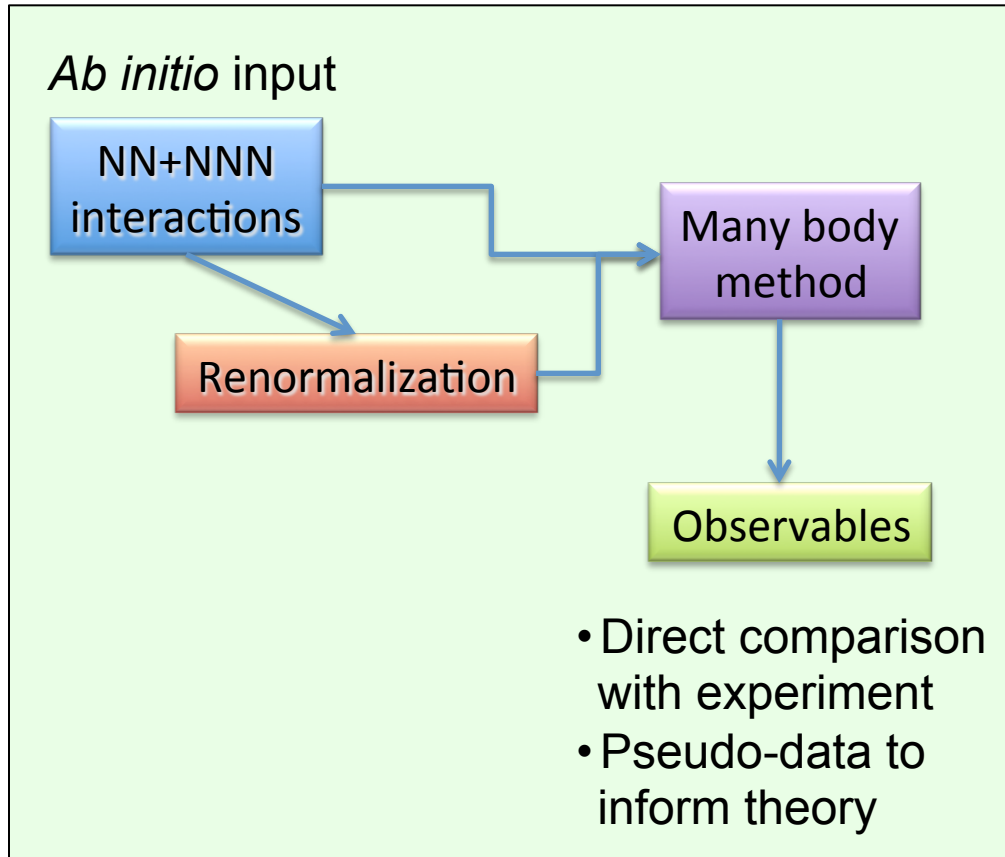 Ab initio input
NN+NNN
interactions
Many body
method
Renormalization
Observables
• Direct comparison
with experiment
• Pseudo-data to
inform theory